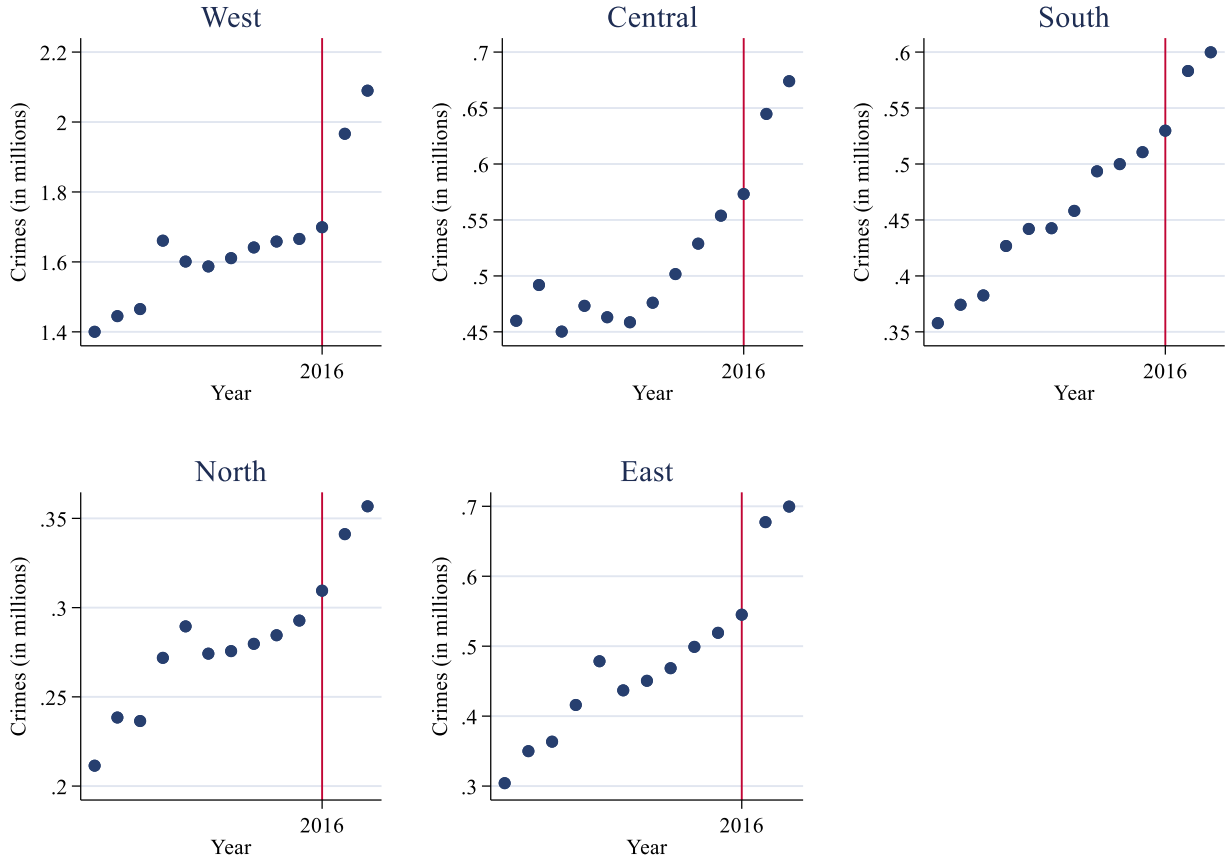 West
Crimes (in millions)
2.2
2
1.8
1.6
1.4
2016
Year
Central
Crimes (in millions)
.7
.65
.6
.55
.5
.45
2016
Year
South
Crimes (in millions)
.6
.55
.5
.45
.4
.35
2016
Year
North
Crimes (in millions)
.35
.3
.25
.2
2016
Year
East
Crimes (in millions)
.7
.6
.5
.4
.3
2016
Year